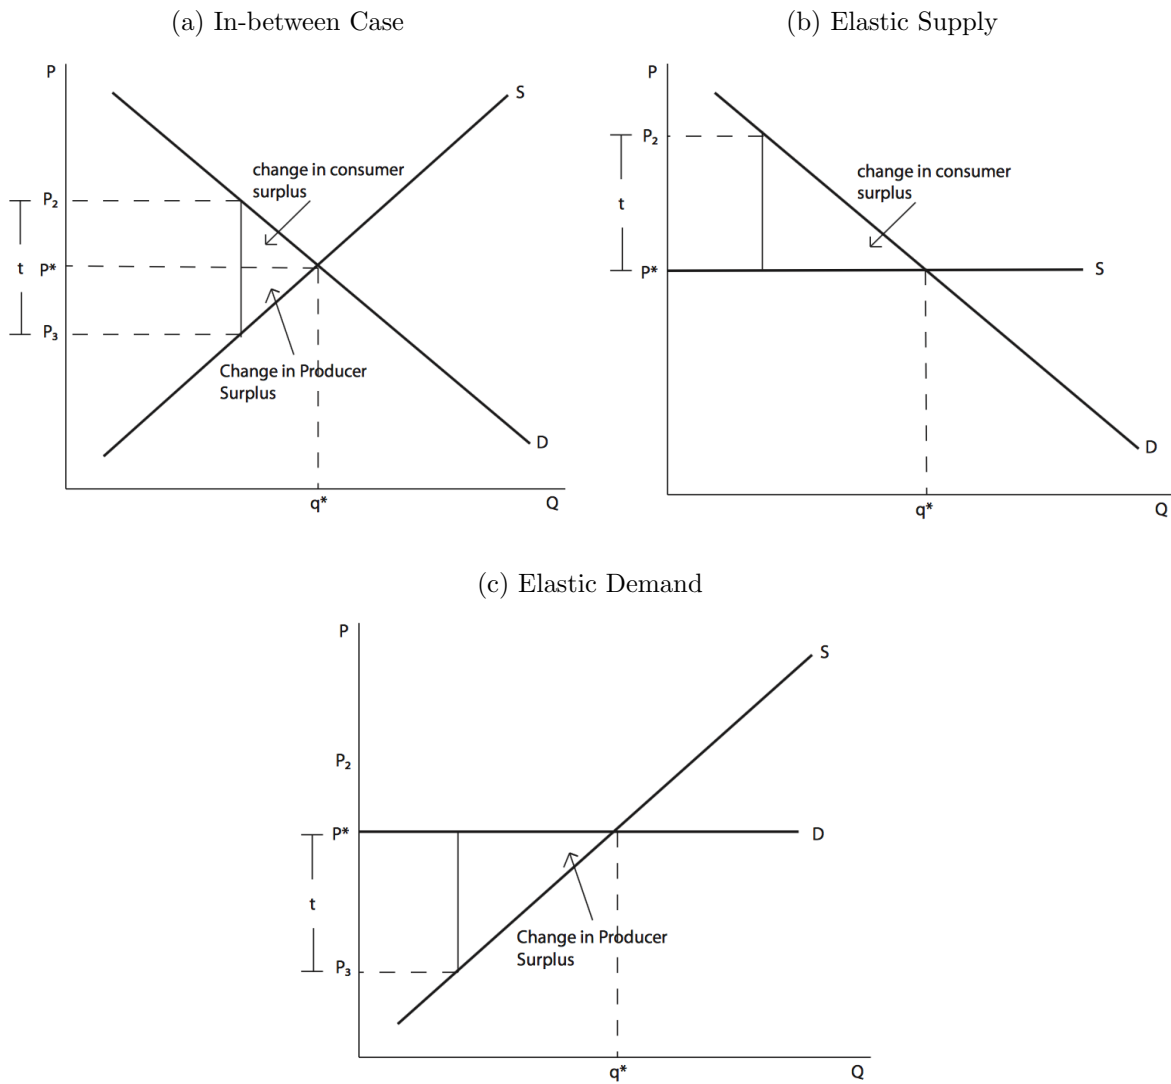 (a) In-between Case
P
S
change in consumer
surplus
P₂
t
P*
P₃
Change in Producer
Surplus
D
q*
Q
(b) Elastic Supply
P
P₂
change in consumer
surplus
t
P*
S
D
q*
Q
(c) Elastic Demand
P
S
P₂
P*
D
t
Change in Producer
Surplus
P₃
q*
Q